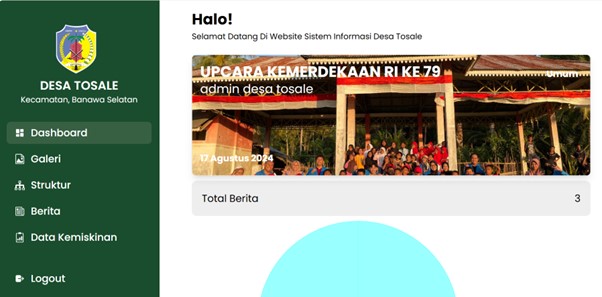 DESA TOSALE
Kecamatan, Banawa Selatan
Dashboard
Galeri
Struktur
Berita
Data Kemiskinan
Logout
Halo!
Selamat Datang Di Website Sistem Informasi Desa Tosale
UPCARA KEMERDEKAAN RI KE 79
Umum
admin desa tosale
17 Agustus 2024
Total Berita 3